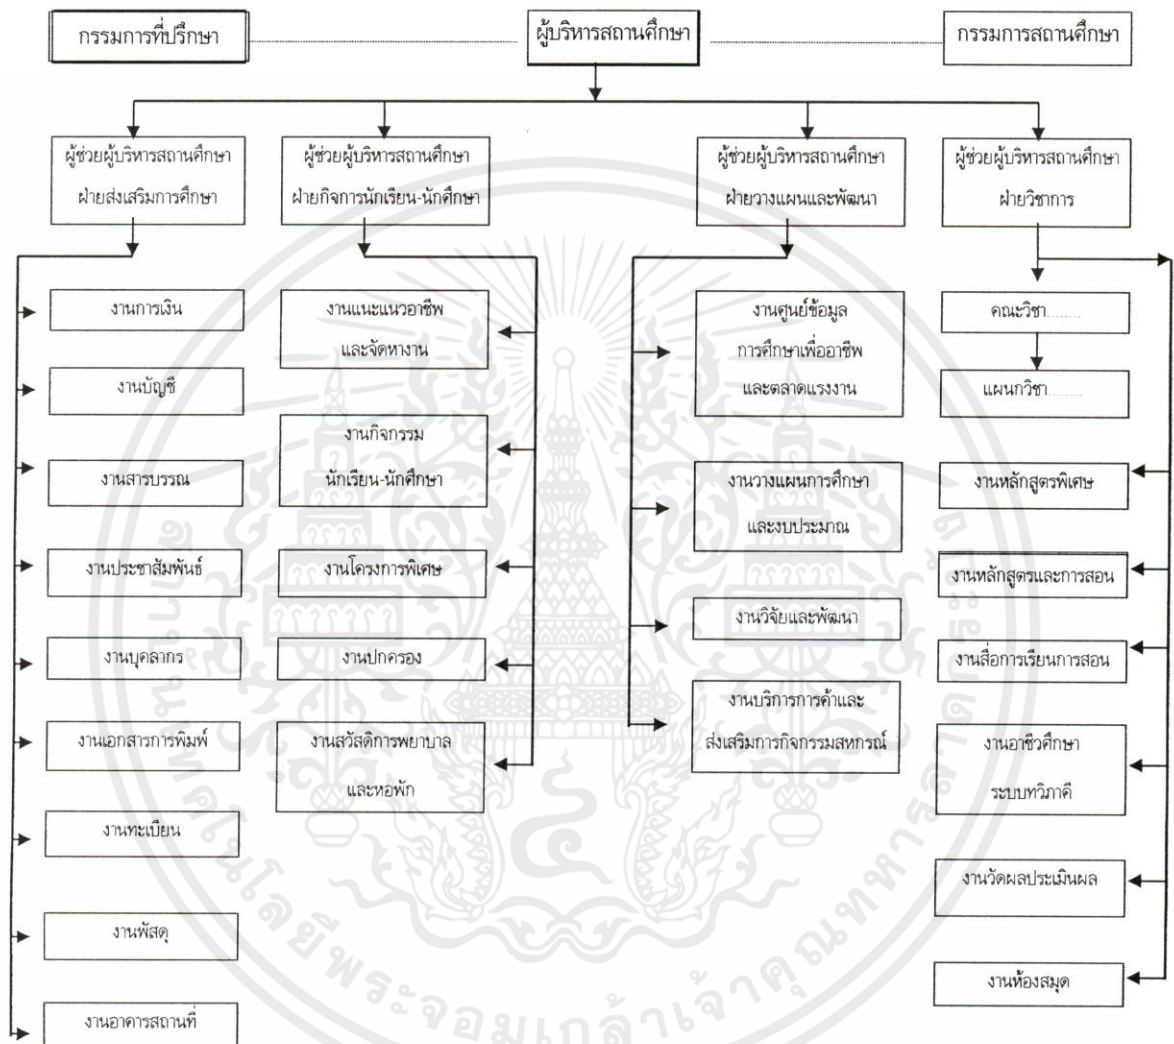 กรรมการที่ปรึกษา
ผู้บริหารสถานศึกษา
กรรมการสถานศึกษา
ผู้ช่วยผู้บริหารสถานศึกษา
ฝ่ายส่งเสริมการศึกษา
ผู้ช่วยผู้บริหารสถานศึกษา
ฝ่ายกิจการนักเรียน-นักศึกษา
ผู้ช่วยผู้บริหารสถานศึกษา
ฝ่ายวางแผนและพัฒนา
ผู้ช่วยผู้บริหารสถานศึกษา
ฝ่ายวิชาการ
งานการเงิน
งานบัญชี
งานสารบรรณ
งานประชาสัมพันธ์
งานบุคลากร
งานเอกสารการพิมพ์
งานทะเบียน
งานพัสดุ
งานอาคารสถานที่
งานแนะแนวอาชีพ
และจัดหางาน
งานกิจกรรม
นักเรียน-นักศึกษา
งานโครงการพิเศษ
งานปกครอง
งานสวัสดิการพยาบาล
และหอพัก
งานศูนย์ข้อมูล
การศึกษาเพื่ออาชีพ
และตลาดแรงงาน
งานวางแผนการศึกษา
และงบประมาณ
งานวิจัยและพัฒนา
งานบริการการค้าและ
ส่งเสริมการกิจกรรมสหกรณ์
คณะวิชา........
แผนกวิชา........
งานหลักสูตรพิเศษ
งานหลักสูตรและการสอน
งานสื่อการเรียนการสอน
งานอาชีวศึกษา
ระบบทวิภาคี
งานวัดผลประเมินผล
งานห้องสมุด